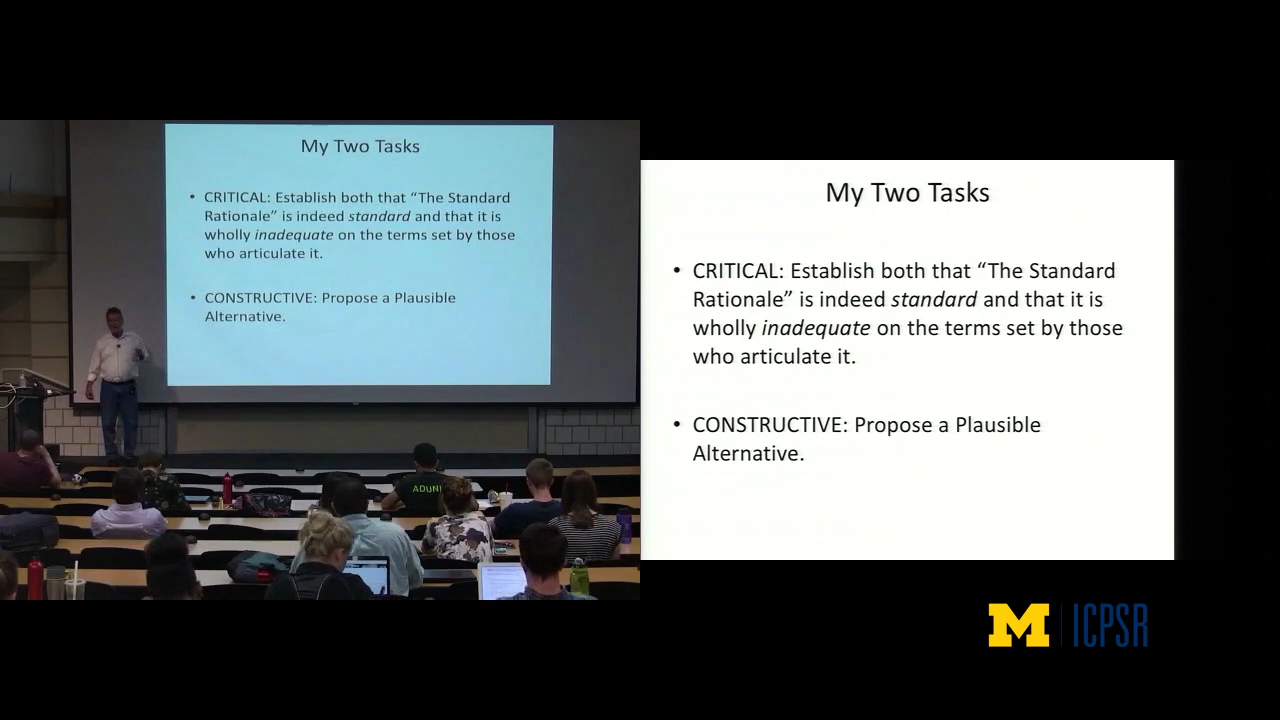 My Two Tasks
• CRITICAL: Establish both that “The Standard
Rationale” is indeed standard and that it is
wholly inadequate on the terms set by those
who articulate it.
• CONSTRUCTIVE: Propose a Plausible
Alternative.
ADUNI
My Two Tasks
• CRITICAL: Establish both that “The Standard
Rationale” is indeed standard and that it is
wholly inadequate on the terms set by those
who articulate it.
• CONSTRUCTIVE: Propose a Plausible
Alternative.
M ICPSR